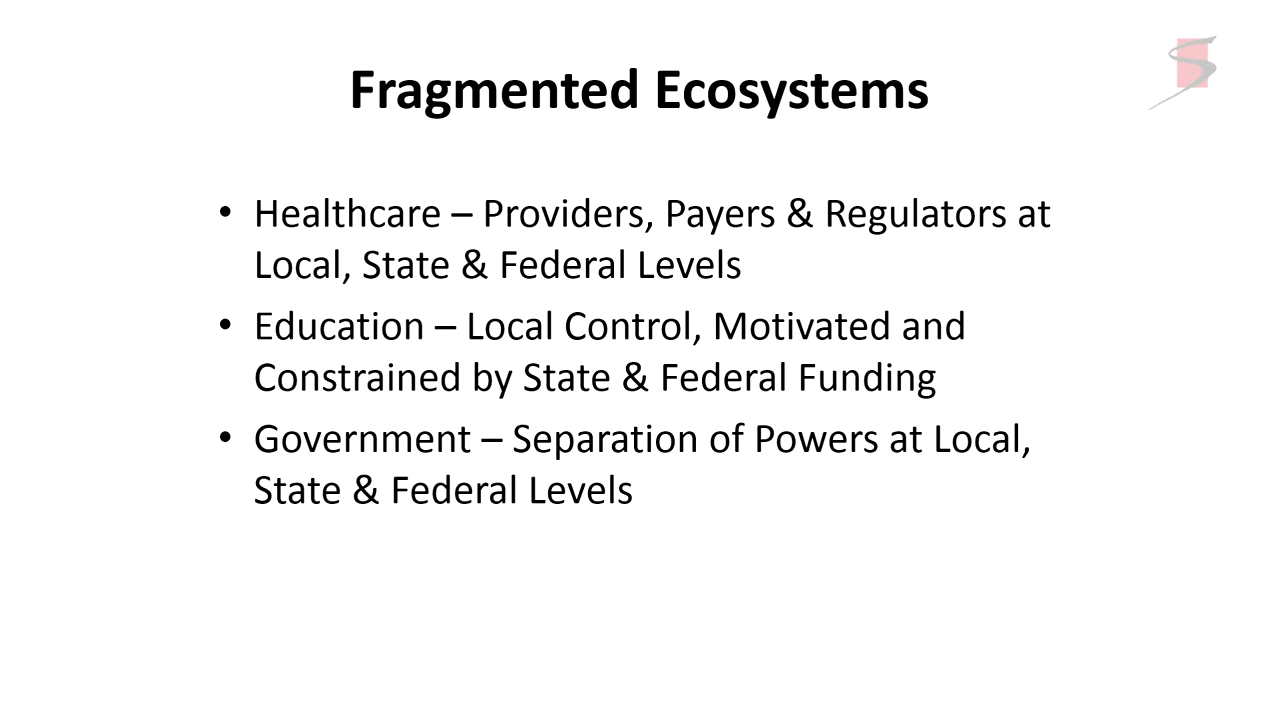 Fragmented Ecosystems
• Healthcare – Providers, Payers & Regulators at
Local, State & Federal Levels
• Education – Local Control, Motivated and
Constrained by State & Federal Funding
• Government – Separation of Powers at Local,
State & Federal Levels